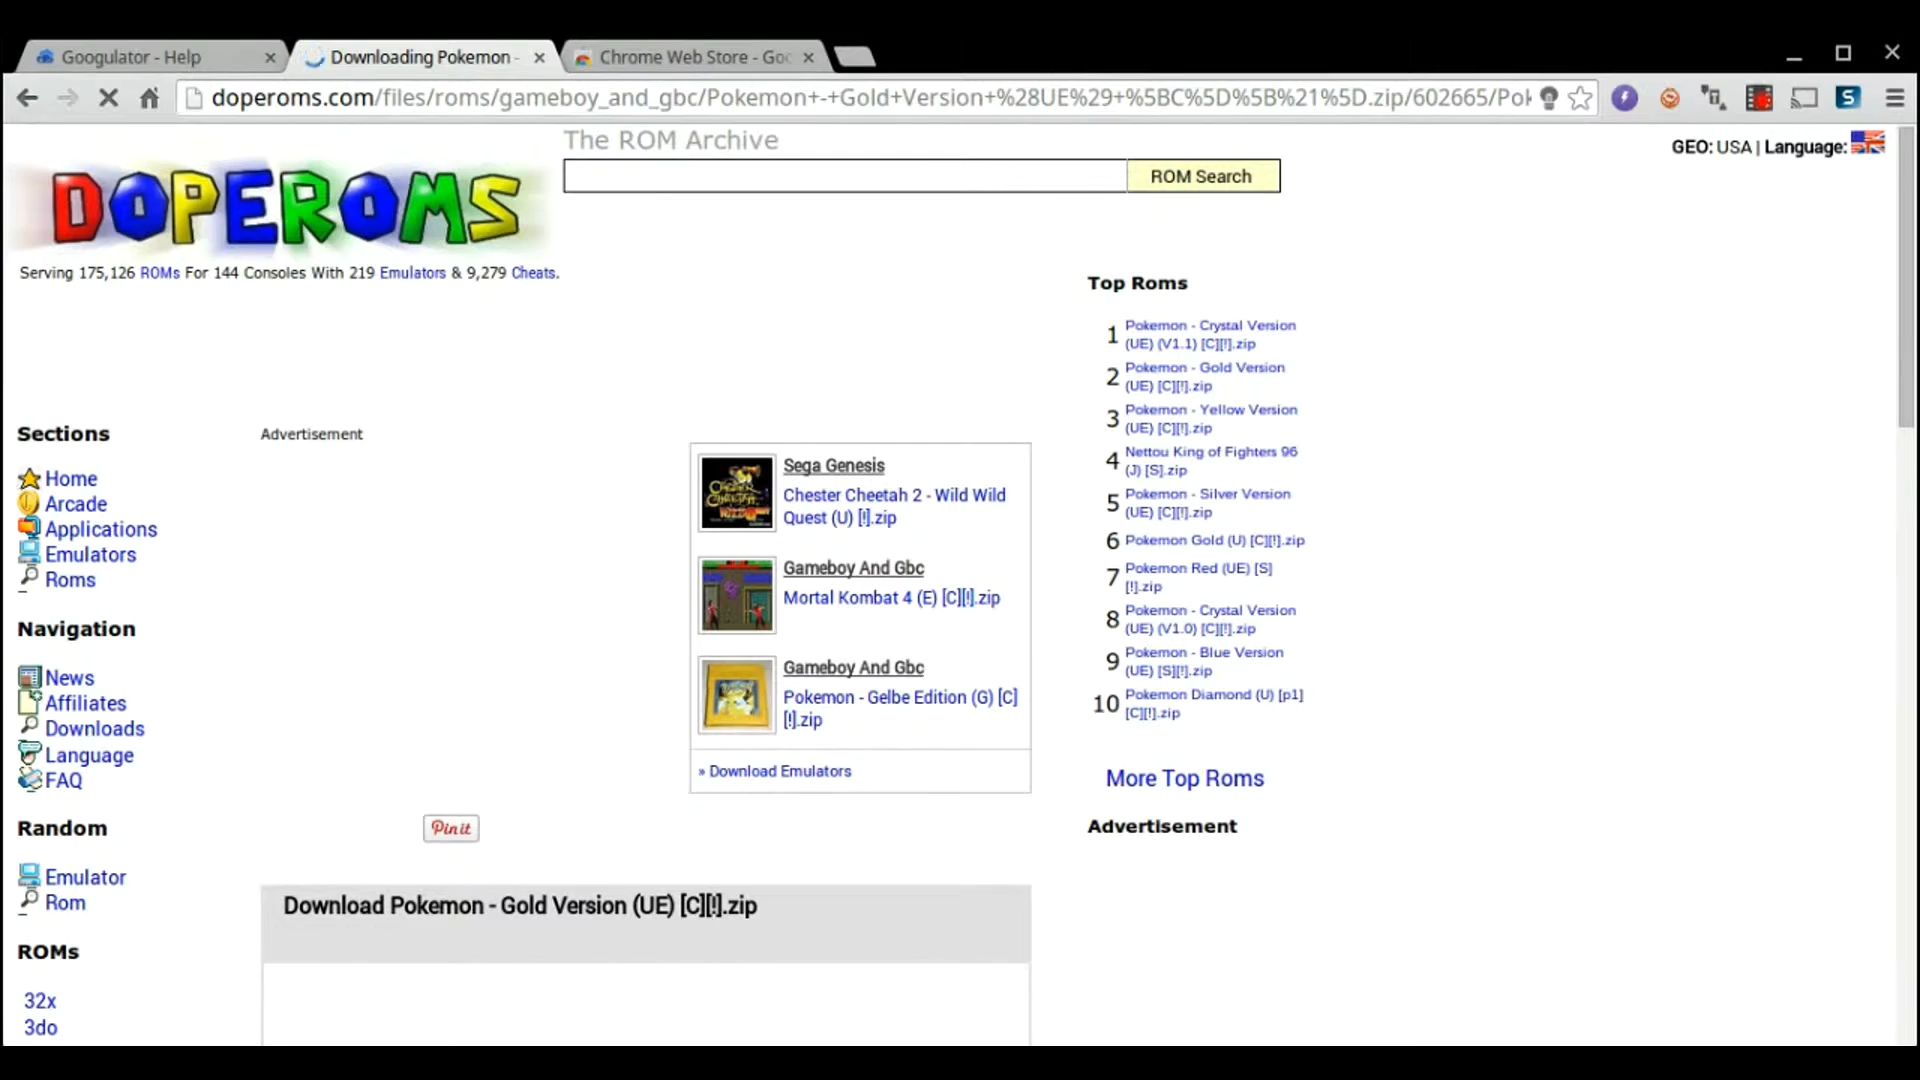 Googulator - Help
Downloading Pokemon -
Chrome Web Store - Goo
doperoms.com/files/roms/gameboy_and_gbc/Pokemon+-+Gold+Version+%28UE%29+%5BC%5D%5B%21%5D.zip/602665/Pok
The ROM Archive
ROM Search
GEO: USA | Language:
DOPEROMS
Serving 175,126 ROMs For 144 Consoles With 219 Emulators & 9,279 Cheats.
Sections
Home
Arcade
Applications
Emulators
Roms
Navigation
News
Affiliates
Downloads
Language
FAQ
Random
Emulator
Rom
ROMs
32x
3do
Advertisement
Sega Genesis
Chester Cheetah 2 - Wild Wild
Quest (U) [!].zip
Gameboy And Gbc
Mortal Kombat 4 (E) [C][!].zip
Gameboy And Gbc
Pokemon - Gelbe Edition (G) [C]
[!].zip
» Download Emulators
Pin it
Download Pokemon - Gold Version (UE) [C][!].zip
Top Roms
1 Pokemon - Crystal Version
(UE) (V1.1) [C][!].zip
2 Pokemon - Gold Version
(UE) [C][!].zip
3 Pokemon - Yellow Version
(UE) [C][!].zip
4 Nettou King of Fighters 96
(J) [S].zip
5 Pokemon - Silver Version
(UE) [C][!].zip
6 Pokemon Gold (U) [C][!].zip
7 Pokemon Red (UE) [S]
[!].zip
8 Pokemon - Crystal Version
(UE) (V1.0) [C][!].zip
9 Pokemon - Blue Version
(UE) [S][!].zip
10 Pokemon Diamond (U) [p1]
[C][!].zip
More Top Roms
Advertisement